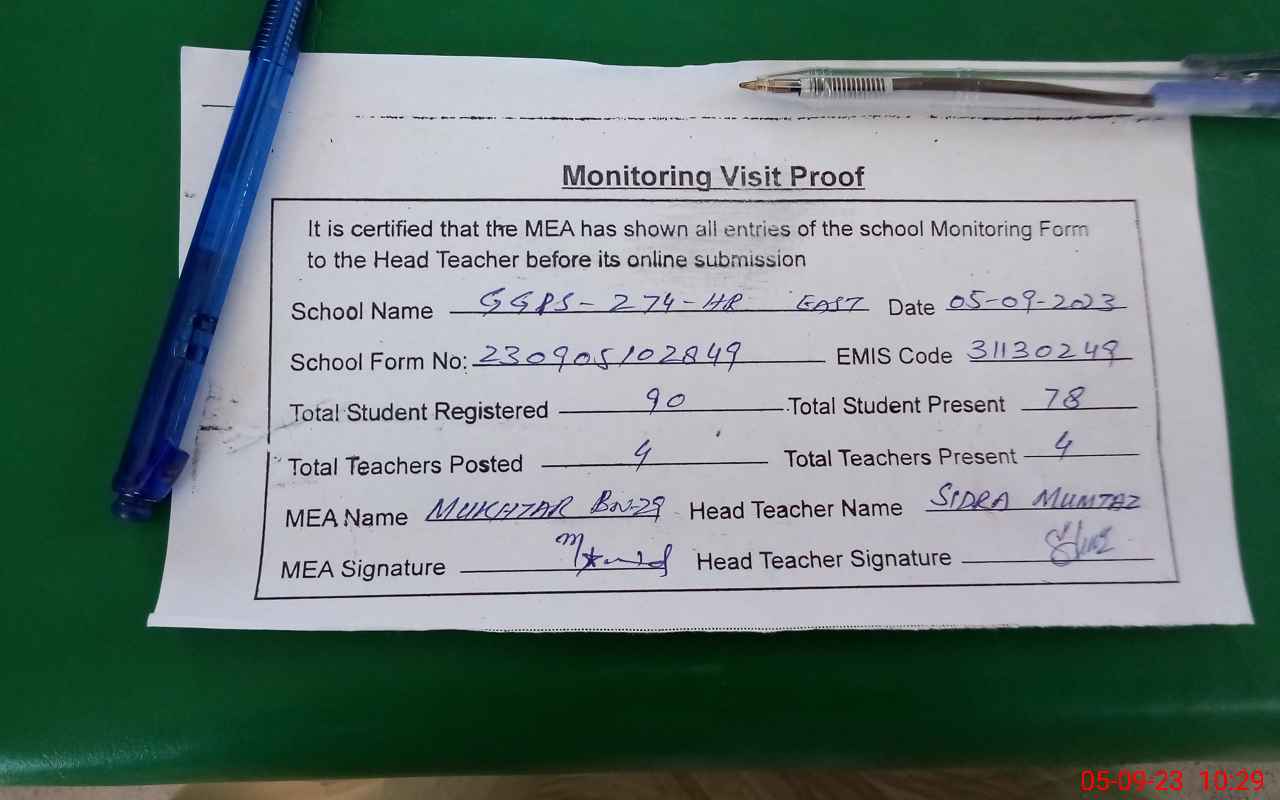 Monitoring Visit Proof
It is certified that the MEA has shown all entries of the school Monitoring Form
to the Head Teacher before its online submission
School Name GGPS-274-HR EAST Date 05-09-2023
School Form No: 230905102849 EMIS Code 31130249
Total Student Registered 90 Total Student Present 78
Total Teachers Posted 4 Total Teachers Present 4
MEA Name MUKHTAR BN-29 Head Teacher Name SIDRA MUMTAZ
MEA Signature Head Teacher Signature
05-09-23 10:29